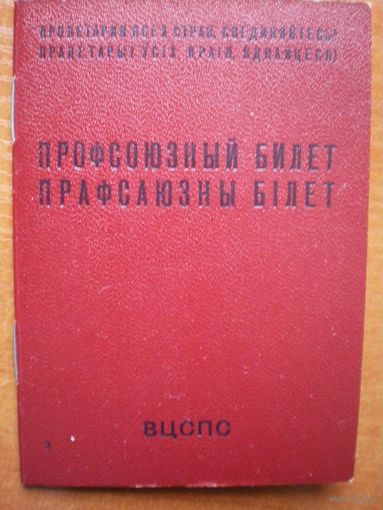 ПРОЛЕТАРИИ ВСЕХ СТРАН, СОЕДИНЯЙТЕСЬ!
ПРАЛЕТАРЫІ ЎСІХ КРАІН, ЯДНАЙЦЕСЯ!
ПРОФСОЮЗНЫЙ БИЛЕТ
ПРАФСАЮЗНЫ БІЛЕТ
ВЦСПС